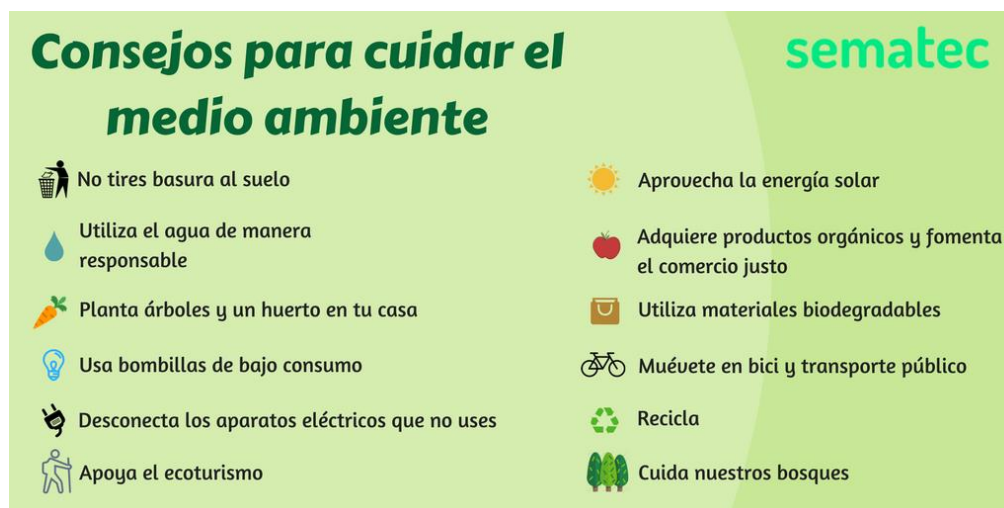 Consejos para cuidar el
medio ambiente
sematec
No tires basura al suelo
Utiliza el agua de manera
responsable
Planta árboles y un huerto en tu casa
Usa bombillas de bajo consumo
Desconecta los aparatos eléctricos que no uses
Apoya el ecoturismo
Aprovecha la energía solar
Adquiere productos orgánicos y fomenta
el comercio justo
Utiliza materiales biodegradables
Muévete en bici y transporte público
Recicla
Cuida nuestros bosques